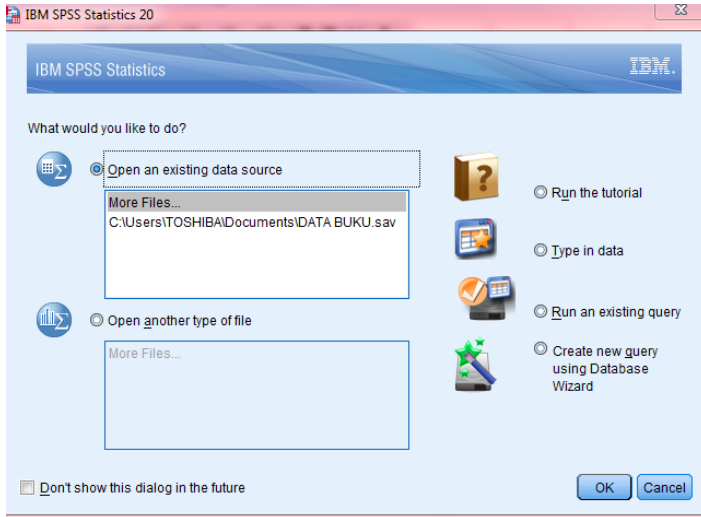 IBM SPSS Statistics 20
IBM SPSS Statistics
IBM.
What would you like to do?
Open an existing data source
More Files...
C:\Users\TOSHIBA\Documents\DATA BUKU.sav
Open another type of file
More Files...
?
Run the tutorial
Type in data
Run an existing query
Create new query
using Database
Wizard
Don't show this dialog in the future
OK
Cancel